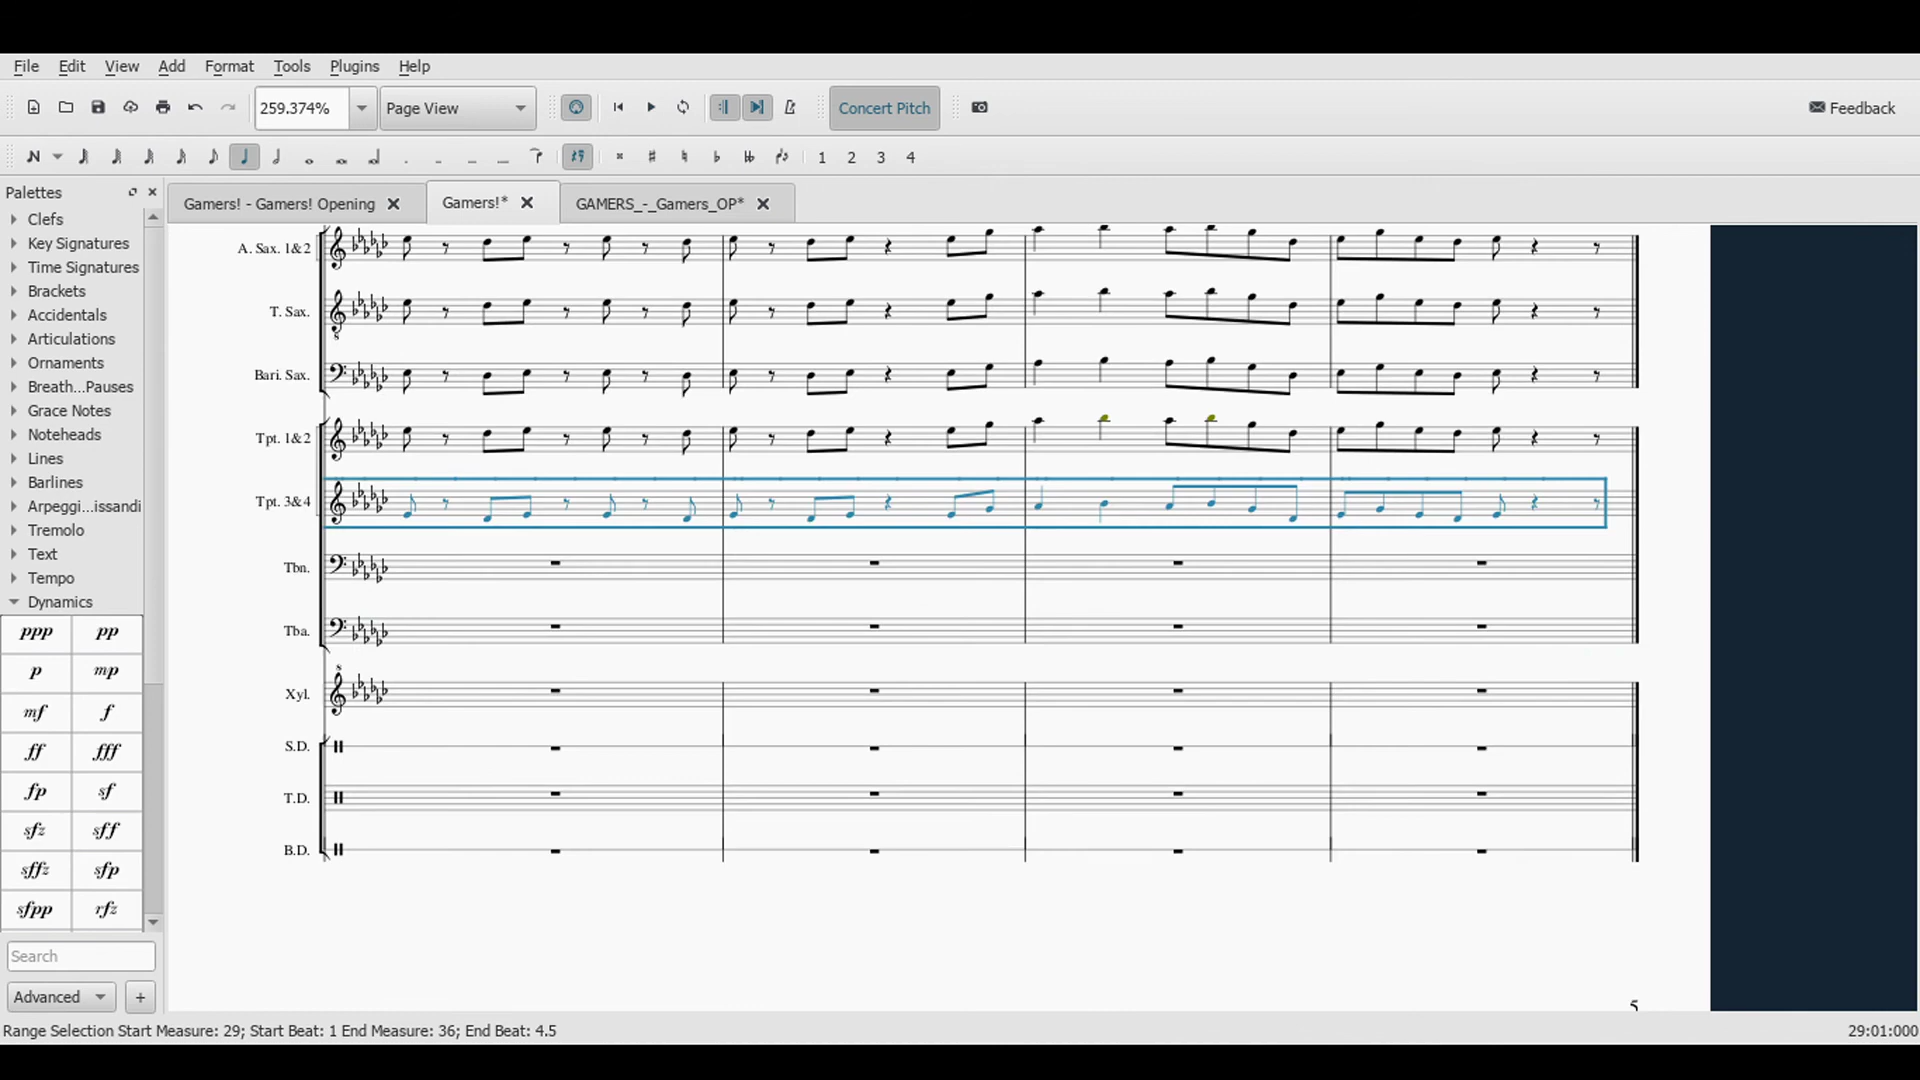 File Edit View Add Format Tools Plugins Help
259.374% Page View Concert Pitch Feedback
1 2 3 4
Palettes
Gamers! - Gamers! Opening Gamers!* GAMERS_-_Gamers_OP*
Clefs
Key Signatures
Time Signatures
Brackets
Accidentals
Articulations
Ornaments
Breath...Pauses
Grace Notes
Noteheads
Lines
Barlines
Arpeggi...issandi
Tremolo
Text
Tempo
Dynamics
ppp pp
p mp
mf f
ff fff
fp sf
sfz sff
sffz sfp
sfpp rfz
Search
Advanced +
A. Sax. 1&2
T. Sax.
8
Bari. Sax.
Tpt. 1&2
Tpt. 3&4
Tbn.
Tba.
8
Xyl.
S.D.
T.D.
B.D.
5
Range Selection Start Measure: 29; Start Beat: 1 End Measure: 36; End Beat: 4.5 29:01:000